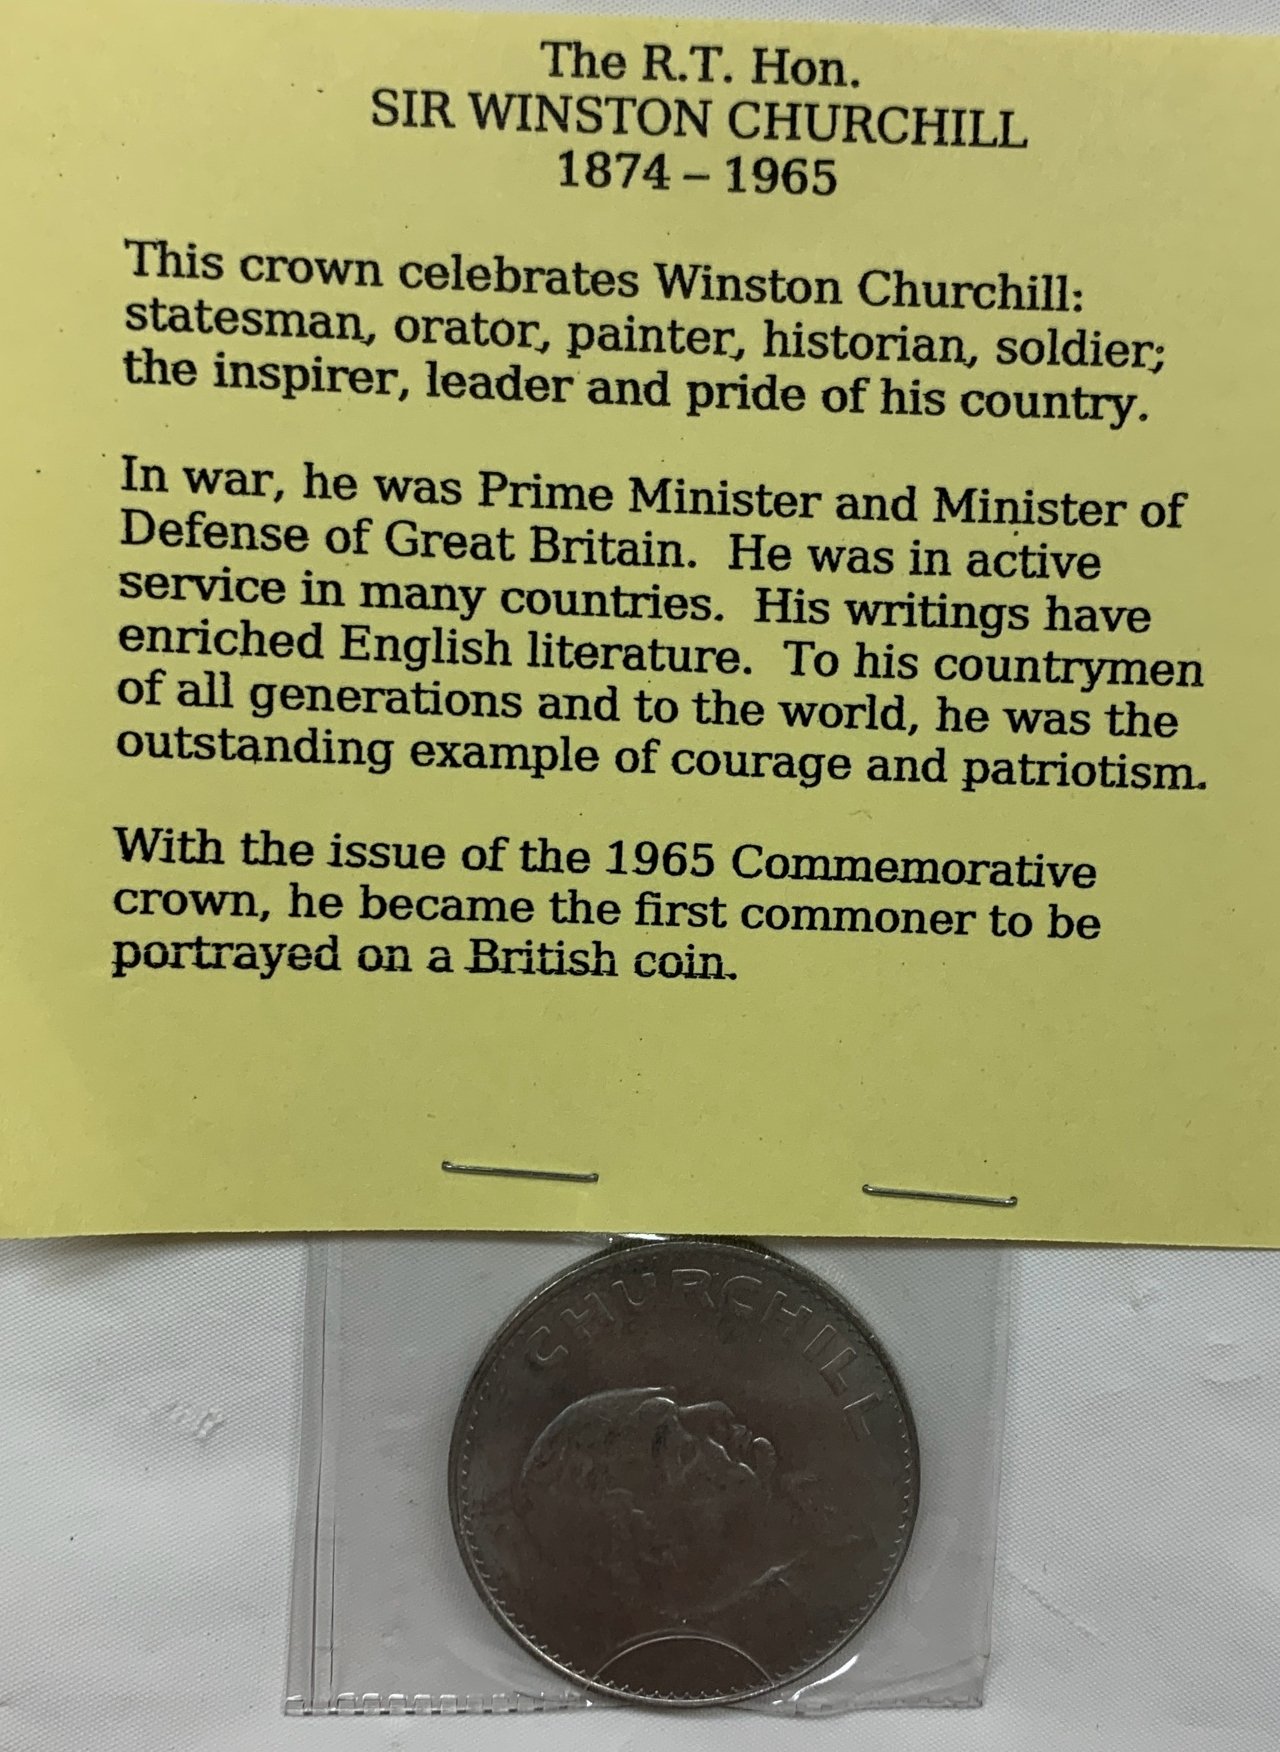 The R.T. Hon.
SIR WINSTON CHURCHILL
1874 – 1965
This crown celebrates Winston Churchill:
statesman, orator, painter, historian, soldier;
the inspirer, leader and pride of his country.
In war, he was Prime Minister and Minister of
Defense of Great Britain. He was in active
service in many countries. His writings have
enriched English literature. To his countrymen
of all generations and to the world, he was the
outstanding example of courage and patriotism.
With the issue of the 1965 Commemorative
crown, he became the first commoner to be
portrayed on a British coin.
CHURCHILL